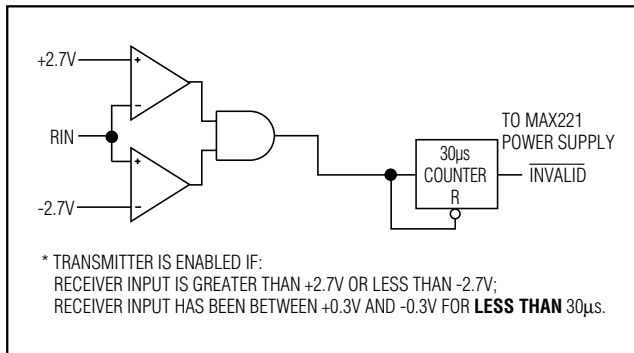 +2.7V
+
-
RIN
+
-
-2.7V
30μs
COUNTER
R
TO MAX221
POWER SUPPLY
INVALID
* TRANSMITTER IS ENABLED IF:
RECEIVER INPUT IS GREATER THAN +2.7V OR LESS THAN -2.7V;
RECEIVER INPUT HAS BEEN BETWEEN +0.3V AND -0.3V FOR LESS THAN 30μs.